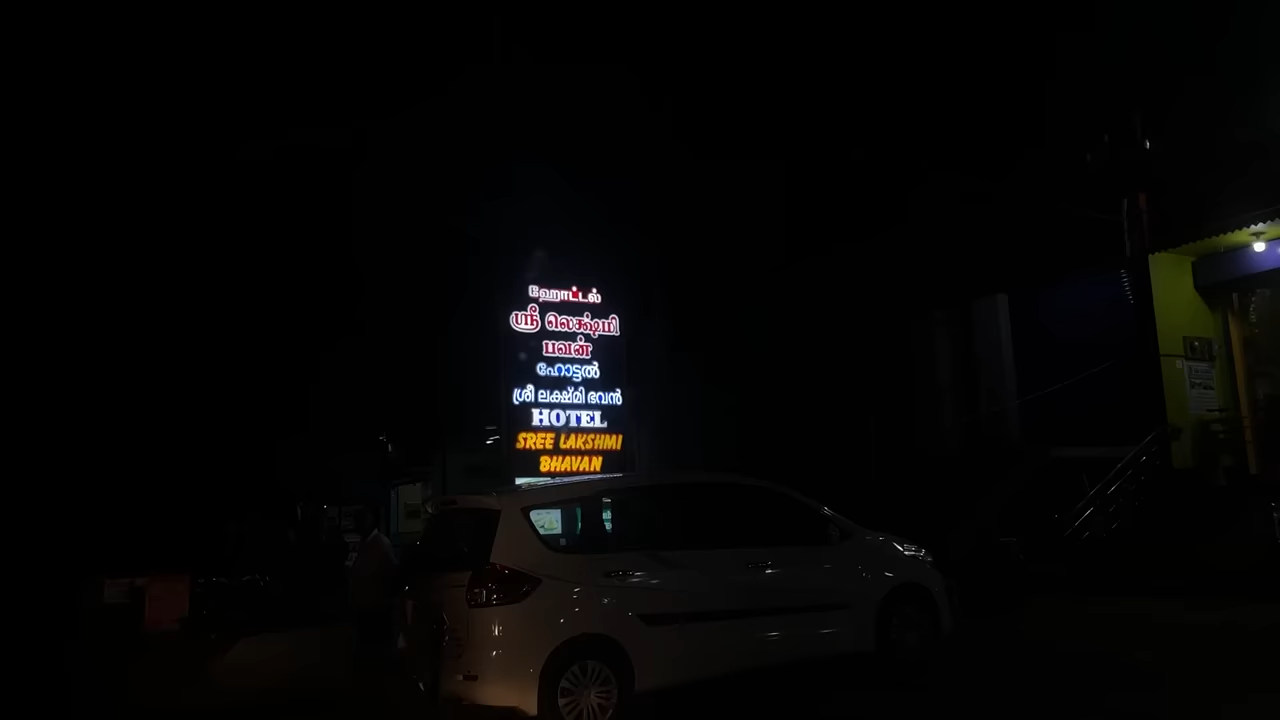 ஹோட்டல்
ஸ்ரீ லெக்ஷ்மி
பவன்
ഹോട്ടൽ
ശ്രീ ലക്ഷ്മി ഭവൻ
HOTEL
SREE LAKSHMI
BHAVAN